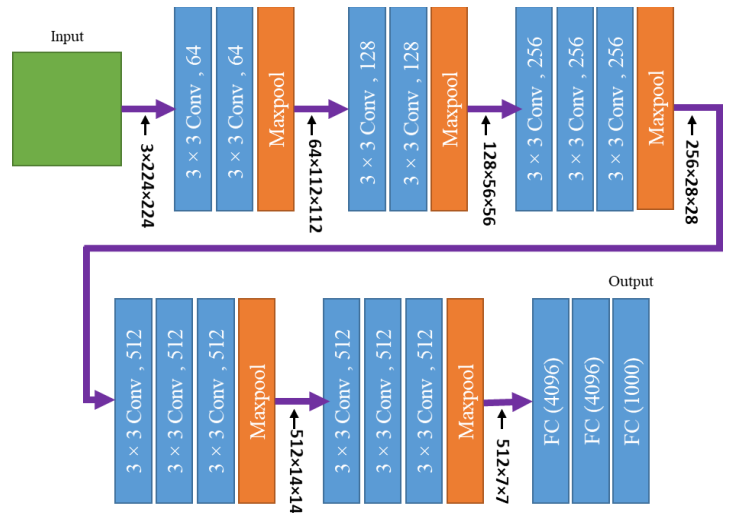 Input
3×224×224
3 × 3 Conv , 64
3 × 3 Conv , 64
Maxpool
64×112×112
3 × 3 Conv , 128
3 × 3 Conv , 128
Maxpool
128×56×56
3 × 3 Conv , 256
3 × 3 Conv , 256
3 × 3 Conv , 256
Maxpool
256×28×28
3 × 3 Conv , 512
3 × 3 Conv , 512
3 × 3 Conv , 512
Maxpool
512×14×14
3 × 3 Conv , 512
3 × 3 Conv , 512
3 × 3 Conv , 512
Maxpool
512×7×7
Output
FC (4096)
FC (4096)
FC (1000)